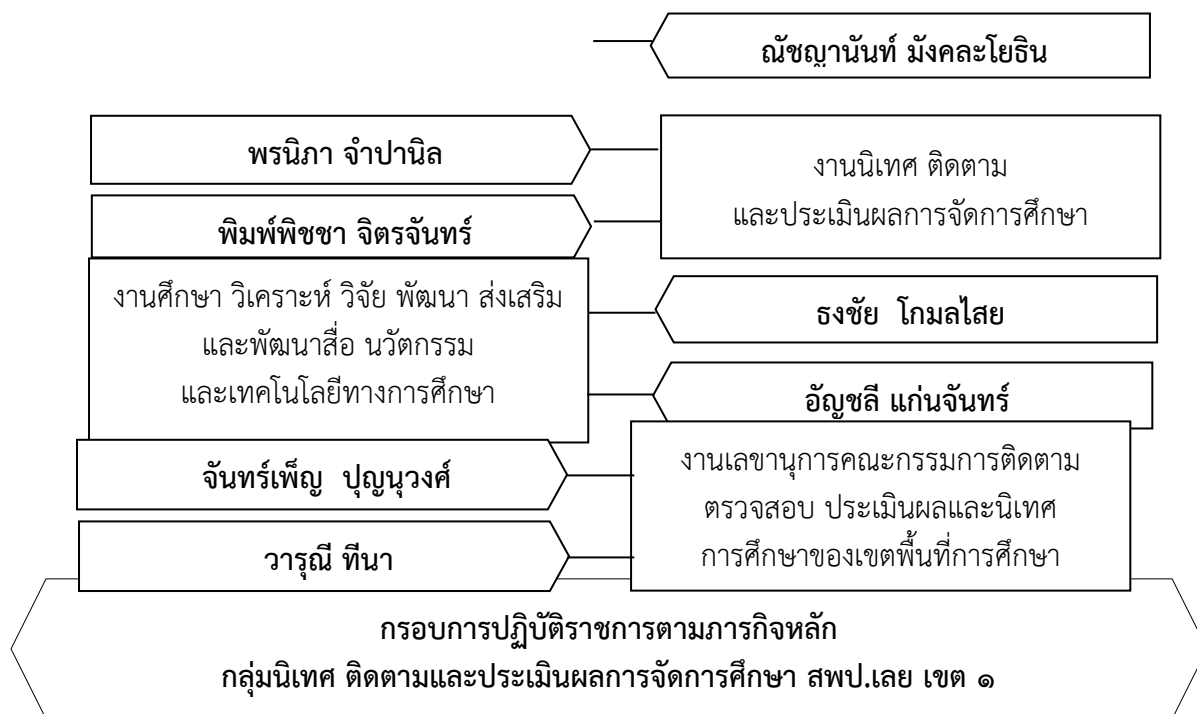 ณัชญานันท์ มังคละโยธิน
พรนิภา จำปานิล
งานนิเทศ ติดตาม
และประเมินผลการจัดการศึกษา
พิมพ์พิชชา จิตรจันทร์
งานศึกษา วิเคราะห์ วิจัย พัฒนา ส่งเสริม
และพัฒนาสื่อ นวัตกรรม
และเทคโนโลยีทางการศึกษา
ธงชัย โกมลไสย
อัญชลี แก่นจันทร์
จันทร์เพ็ญ ปุญนุวงศ์
งานเลขานุการคณะกรรมการติดตาม
ตรวจสอบ ประเมินผลและนิเทศ
การศึกษาของเขตพื้นที่การศึกษา
วารุณี ทีนา
กรอบการปฏิบัติราชการตามภารกิจหลัก
กลุ่มนิเทศ ติดตามและประเมินผลการจัดการศึกษา สพป.เลย เขต ๑